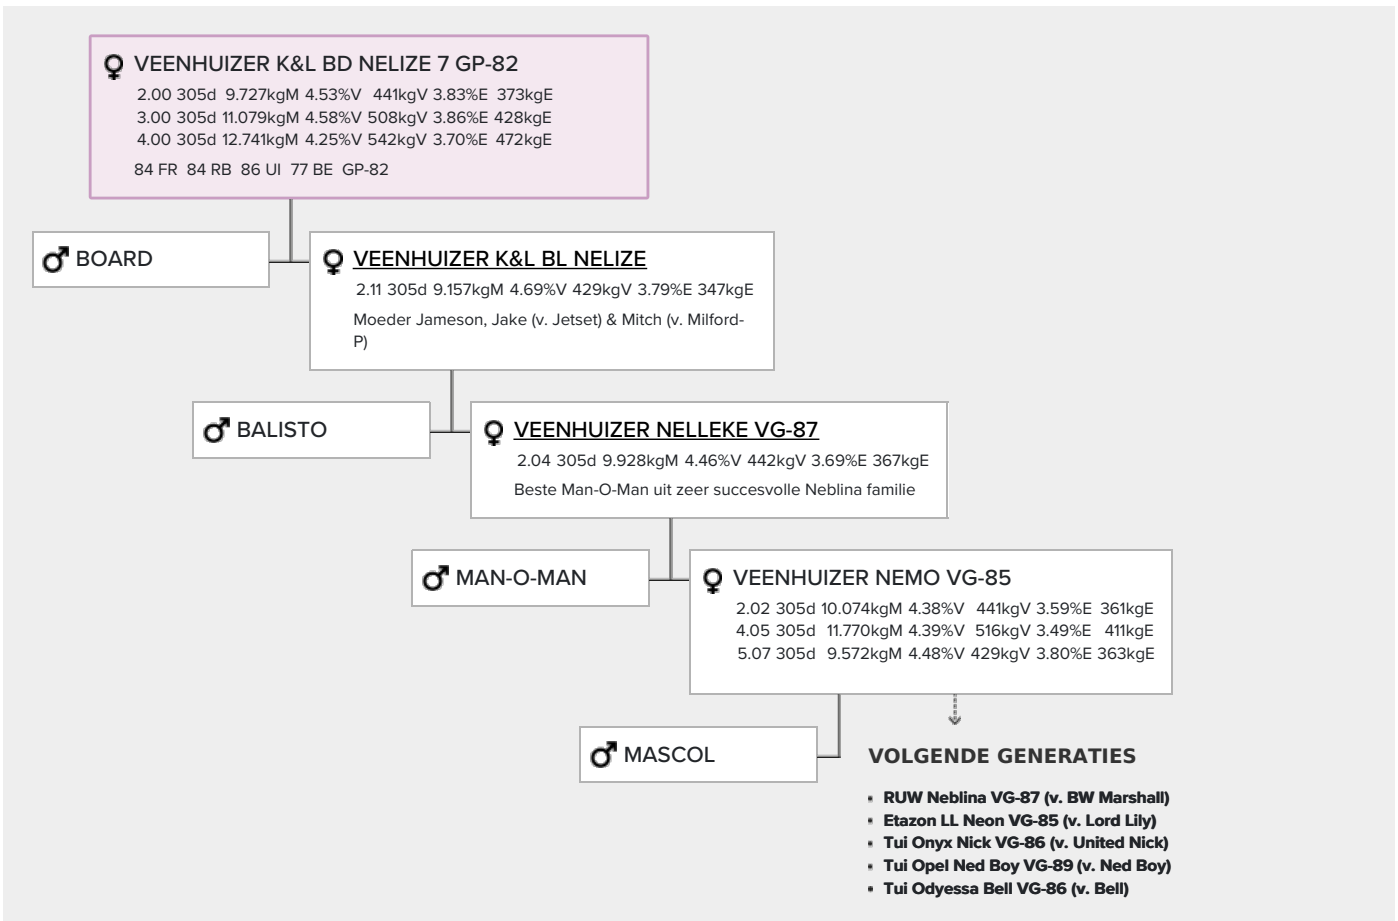 VEENHUIZER K&L BD NELIZE 7 GP-82
2.00 305d 9.727kgM 4.53%V 441kgV 3.83%E 373kgE
3.00 305d 11.079kgM 4.58%V 508kgV 3.86%E 428kgE
4.00 305d 12.741kgM 4.25%V 542kgV 3.70%E 472kgE
84 FR 84 RB 86 UI 77 BE GP-82
BOARD
VEENHUIZER K&L BL NELIZE
2.11 305d 9.157kgM 4.69%V 429kgV 3.79%E 347kgE
Moeder Jameson, Jake (v. Jetset) & Mitch (v. Milford-
P)
BALISTO
VEENHUIZER NELLEKE VG-87
2.04 305d 9.928kgM 4.46%V 442kgV 3.69%E 367kgE
Beste Man-O-Man uit zeer succesvolle Neblina familie
MAN-O-MAN
VEENHUIZER NEMO VG-85
2.02 305d 10.074kgM 4.38%V 441kgV 3.59%E 361kgE
4.05 305d 11.770kgM 4.39%V 516kgV 3.49%E 411kgE
5.07 305d 9.572kgM 4.48%V 429kgV 3.80%E 363kgE
MASCOL
VOLGENDE GENERATIES
RUW Neblina VG-87 (v. BW Marshall)
Etazon LL Neon VG-85 (v. Lord Lily)
Tui Onyx Nick VG-86 (v. United Nick)
Tui Opel Ned Boy VG-89 (v. Ned Boy)
Tui Odyessa Bell VG-86 (v. Bell)